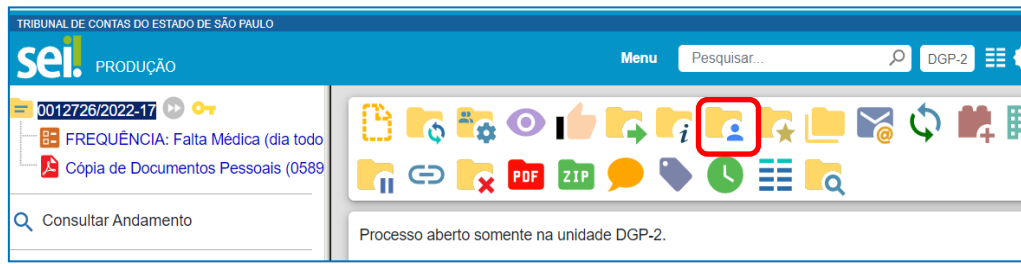 TRIBUNAL DE CONTAS DO ESTADO DE SÃO PAULO
sei! PRODUÇÃO
Menu Pesquisar... DGP-2
0012726/2022-17
FREQUÊNCIA: Falta Médica (dia todo
Cópia de Documentos Pessoais (0589
Consultar Andamento
i
PDF ZIP
Processo aberto somente na unidade DGP-2.